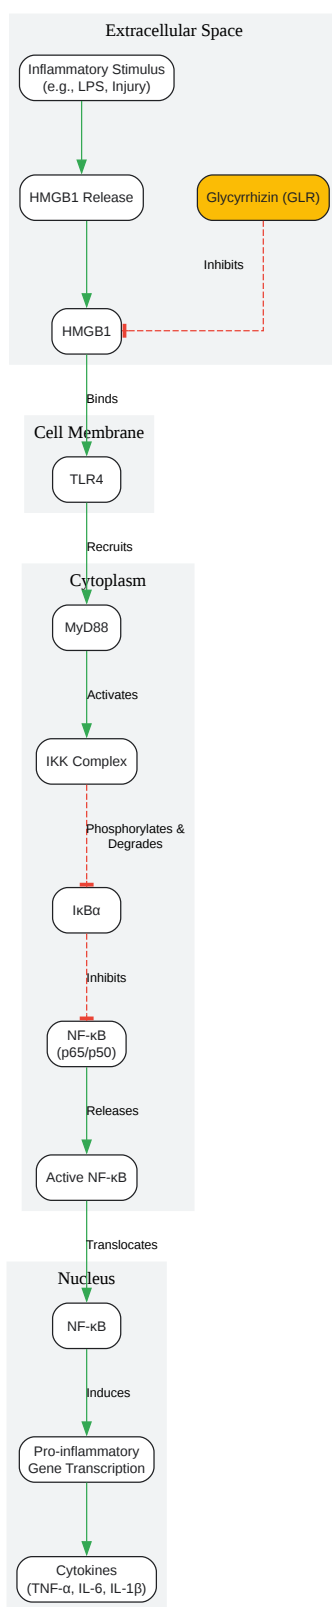 Extracellular Space
Inflammatory Stimulus
(e.g., LPS, Injury)
HMGB1 Release
Glycyrrhizin (GLR)
Inhibits
HMGB1
Binds
Cell Membrane
TLR4
Recruits
Cytoplasm
MyD88
Activates
IKK Complex
Phosphorylates &
Degrades
IκBα
Inhibits
NF-κB
(p65/p50)
Releases
Active NF-κB
Translocates
Nucleus
NF-κB
Induces
Pro-inflammatory
Gene Transcription
Cytokines
(TNF-α, IL-6, IL-1β)